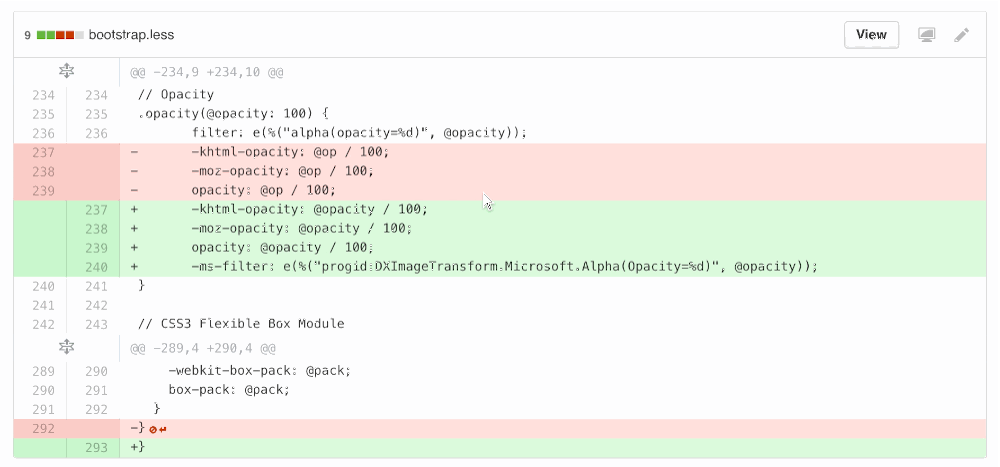 9 bootstrap.less View
@@ -234,9 +234,10 @@
234 234 // Opacity
235 235 .opacity(@opacity: 100) {
236 236 filter: e(%("alpha(opacity=%d)", @opacity));
237 - -khtml-opacity: @op / 100;
238 - -moz-opacity: @op / 100;
239 - opacity: @op / 100;
237 + -khtml-opacity: @opacity / 100;
238 + -moz-opacity: @opacity / 100;
239 + opacity: @opacity / 100;
240 + -ms-filter: e(%("progid:DXImageTransform.Microsoft.Alpha(Opacity=%d)", @opacity));
240 241 }
241 242
242 243 // CSS3 Flexible Box Module
@@ -289,4 +290,4 @@
289 290 -webkit-box-pack: @pack;
290 291 box-pack: @pack;
291 292 }
292 -}
293 +}